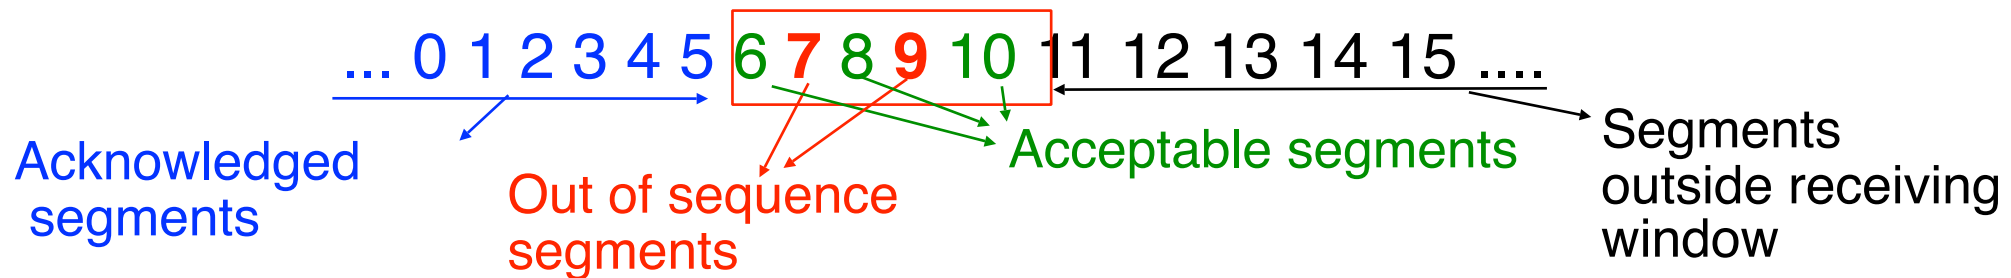 ... 0 1 2 3 4 5 6 7 8 9 10 11 12 13 14 15 ....
Acknowledged
segments
Out of sequence
segments
Acceptable segments
Segments
outside receiving
window